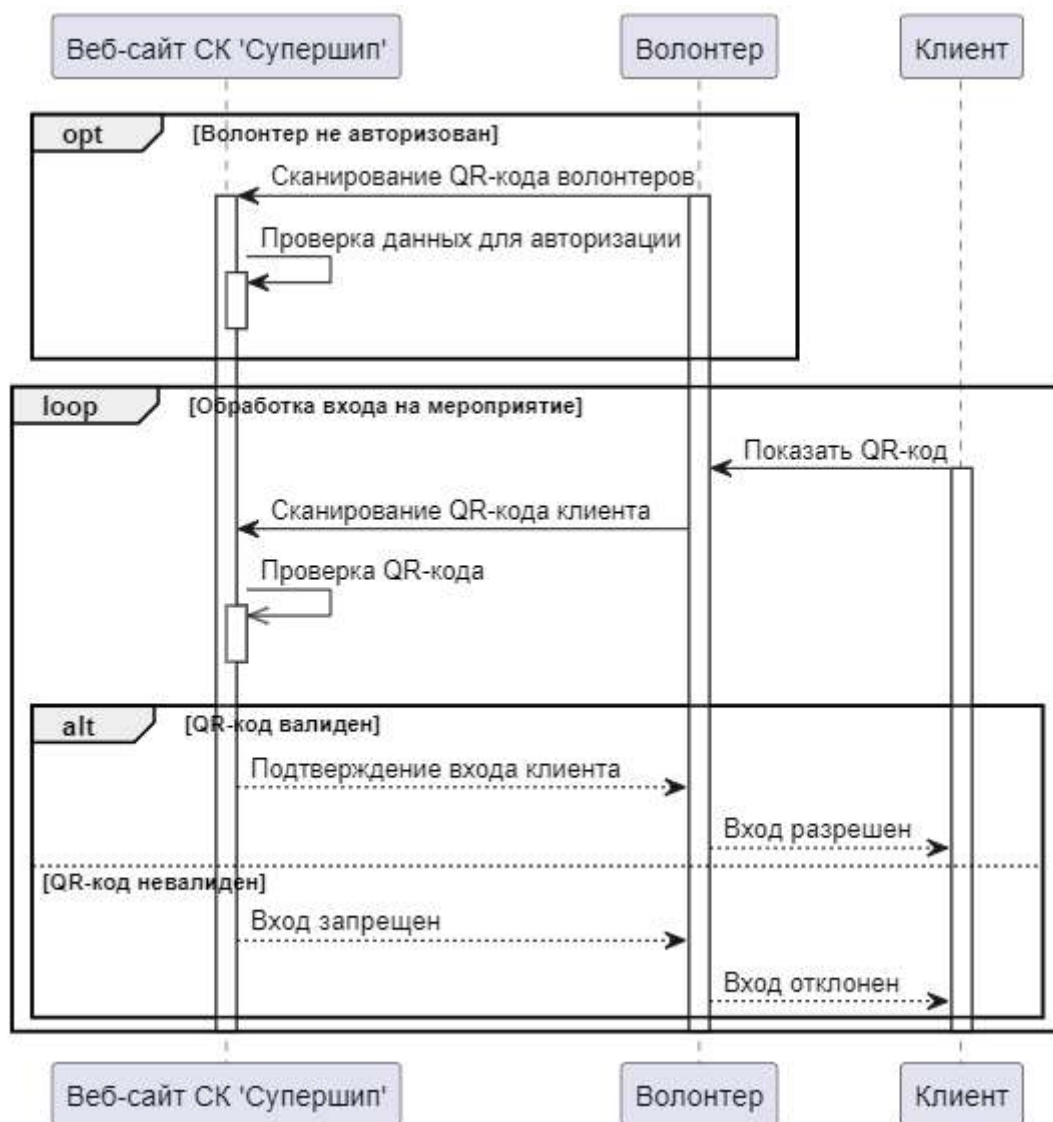 Веб-сайт СК 'Супершип'
Волонтер
Клиент
opt
[Волонтер не авторизован]
Сканирование QR-кода волонтеров
Проверка данных для авторизации
loop
[Обработка входа на мероприятие]
Показать QR-код
Сканирование QR-кода клиента
Проверка QR-кода
alt
[QR-код валиден]
Подтверждение входа клиента
Вход разрешен
[QR-код невалиден]
Вход запрещен
Вход отклонен
Веб-сайт СК 'Супершип'
Волонтер
Клиент